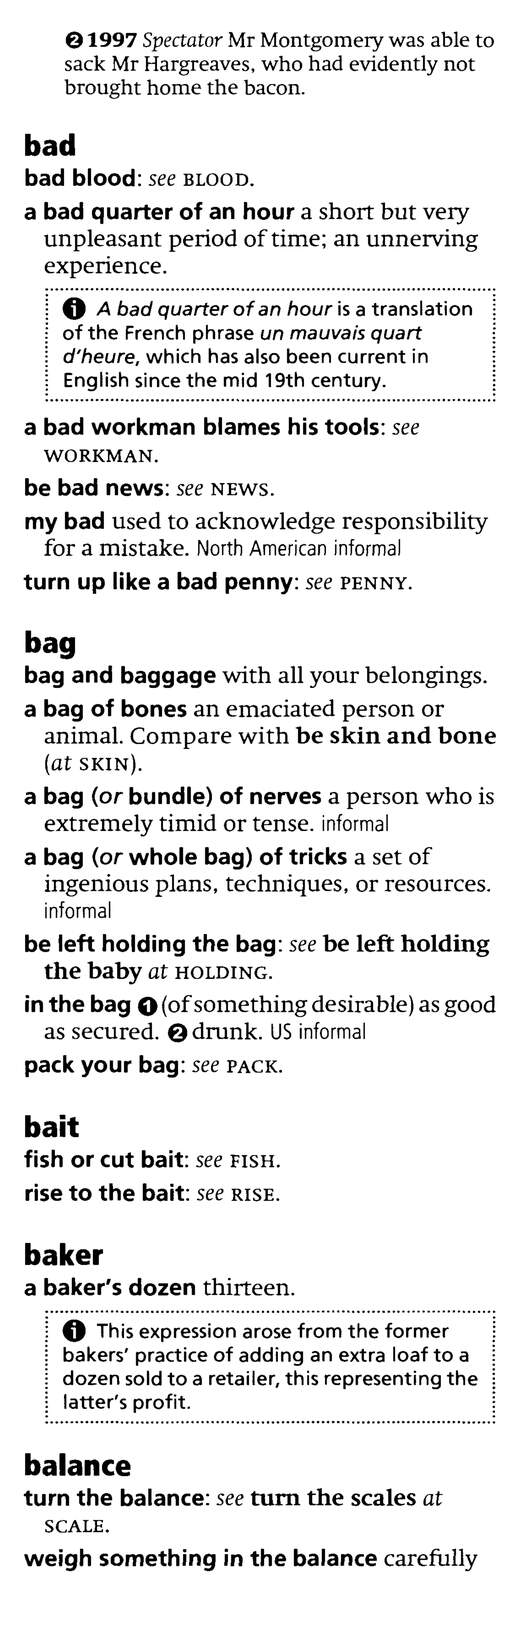 ❷ 1997 Spectator Mr Montgomery was able to
sack Mr Hargreaves, who had evidently not
brought home the bacon.
bad
bad blood: see BLOOD.
a bad quarter of an hour a short but very
unpleasant period of time; an unnerving
experience.
A bad quarter of an hour is a translation
of the French phrase un mauvais quart
d'heure, which has also been current in
English since the mid 19th century.
a bad workman blames his tools: see
WORKMAN.
be bad news: see NEWS.
my bad used to acknowledge responsibility
for a mistake. North American informal
turn up like a bad penny: see PENNY.
bag
bag and baggage with all your belongings.
a bag of bones an emaciated person or
animal. Compare with be skin and bone
(at SKIN).
a bag (or bundle) of nerves a person who is
extremely timid or tense. informal
a bag (or whole bag) of tricks a set of
ingenious plans, techniques, or resources.
informal
be left holding the bag: see be left holding
the baby at HOLDING.
in the bag ❶ (of something desirable) as good
as secured. ❷ drunk. US informal
pack your bag: see PACK.
bait
fish or cut bait: see FISH.
rise to the bait: see RISE.
baker
a baker's dozen thirteen.
This expression arose from the former
bakers' practice of adding an extra loaf to a
dozen sold to a retailer, this representing the
latter's profit.
balance
turn the balance: see turn the scales at
SCALE.
weigh something in the balance carefully